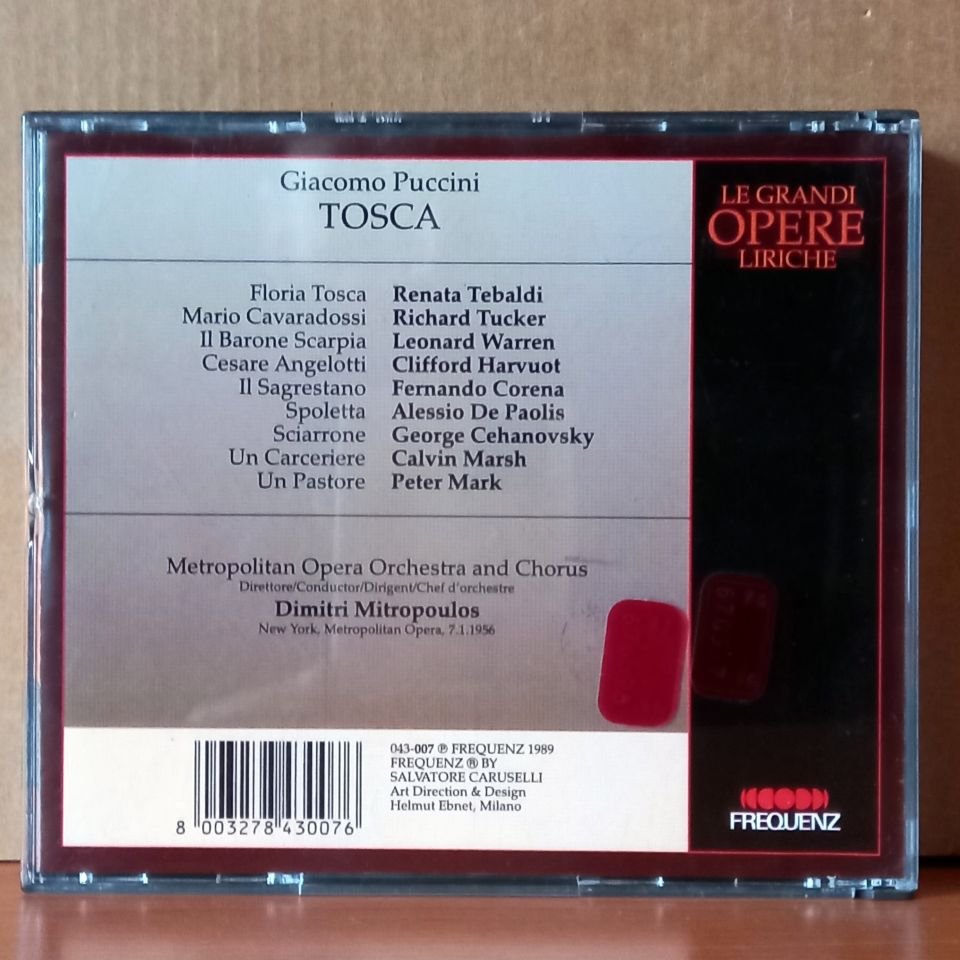 Giacomo Puccini
TOSCA
LE GRANDI
OPERE
LIRICHE
Floria Tosca Renata Tebaldi
Mario Cavaradossi Richard Tucker
Il Barone Scarpia Leonard Warren
Cesare Angelotti Clifford Harvuot
Il Sagrestano Fernando Corena
Spoletta Alessio De Paolis
Sciarrone George Cehanovsky
Un Carceriere Calvin Marsh
Un Pastore Peter Mark
Metropolitan Opera Orchestra and Chorus
Direttore/Conductor/Dirigent/Chef d'orchestre
Dimitri Mitropoulos
New York, Metropolitan Opera, 7.1.1956
8 003278 430076
043-007 ℗ FREQUENZ 1989
FREQUENZ ® BY
SALVATORE CARUSELLI
Art Direction & Design
Helmut Ebnet, Milano
FREQUENZ